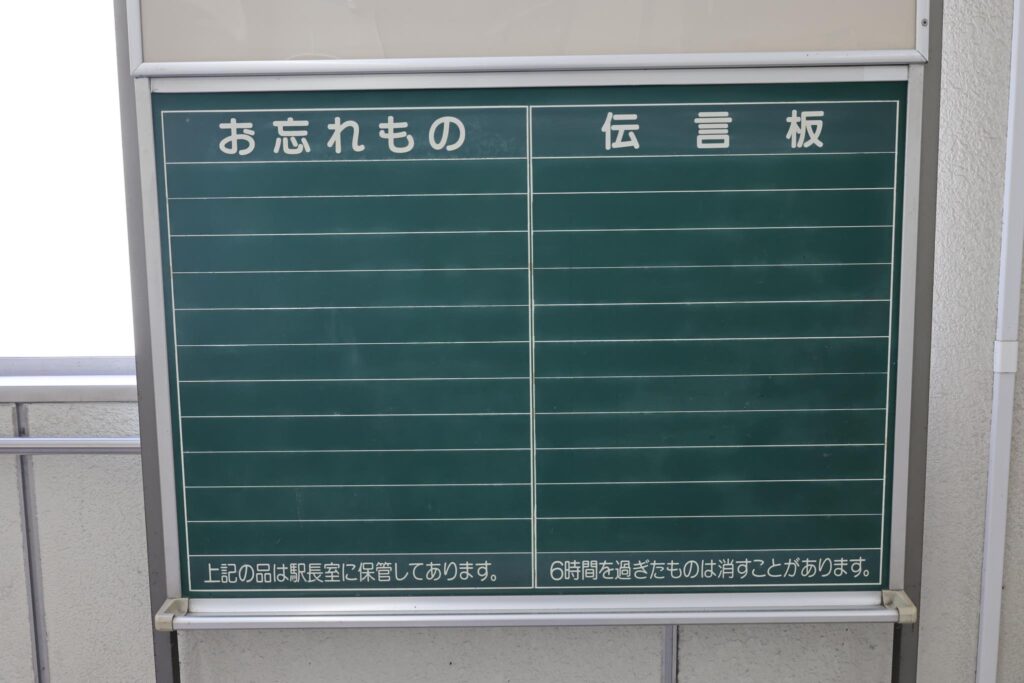 お忘れもの
上記の品は駅長室に保管してあります。
伝言板
6時間を過ぎたものは消すことがあります。